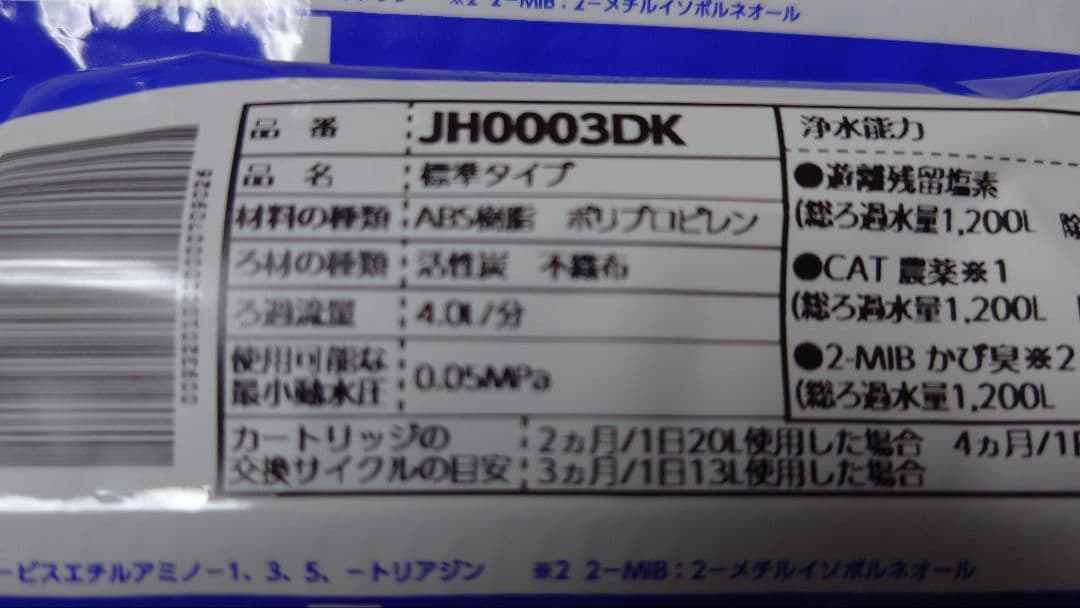 ※2 2-MIB：2-メチルイソボルネオール
品番 JH0003DK
品名 標準タイプ
材料の種類 ABS樹脂 ポリプロピレン
ろ材の種類 活性炭 不織布
ろ過流量 4.0L/分
使用可能な
最小動水圧 0.05MPa
カートリッジの
交換サイクルの目安
2ヵ月/1日20L使用した場合 4ヵ月/1日
3ヵ月/1日13L使用した場合
浄水能力
●遊離残留塩素
(総ろ過水量1,200L 除
●CAT 農薬※1
(総ろ過水量1,200L
●2-MIB かび臭※2
(総ろ過水量1,200L
-ビスエチルアミノ-1、3、5、-トリアジン ※2 2-MIB：2-メチルイソボルネオール